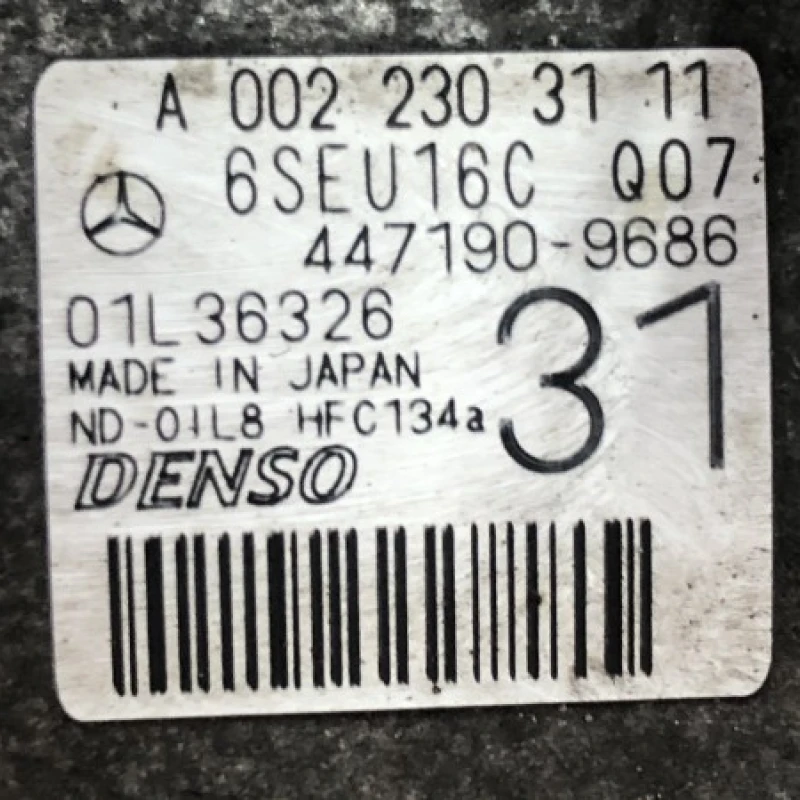 A 002 230 31 11
6SEU16C Q07
447190-9686
01L36326
31
MADE IN JAPAN
ND-OIL8 HFC134a
DENSO